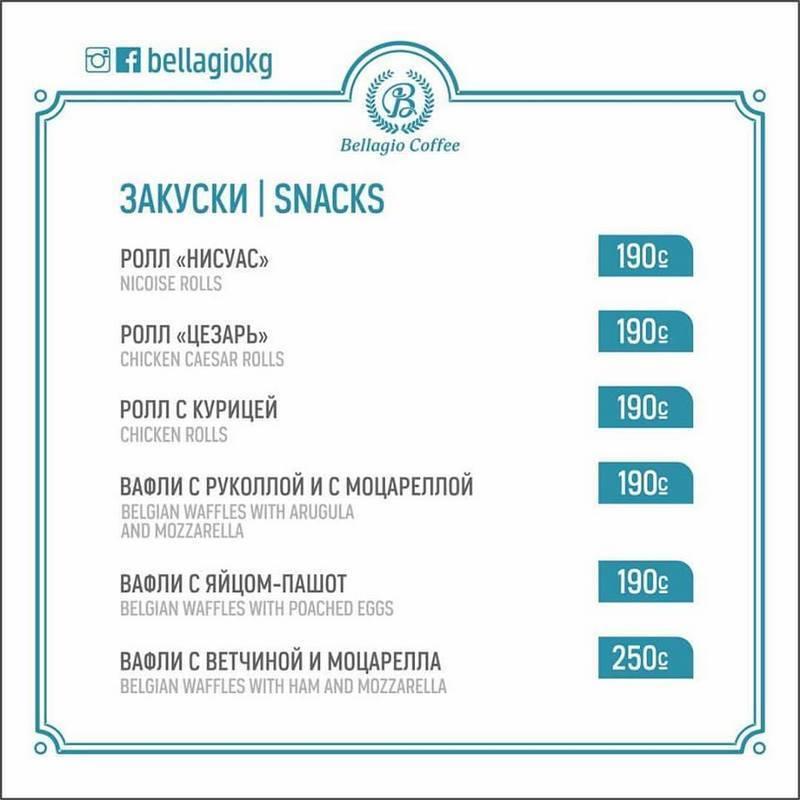 bellagiokg
B
Bellagio Coffee
ЗАКУСКИ | SNACKS
РОЛЛ «НИСУАС» 190с
NICOISE ROLLS
РОЛЛ «ЦЕЗАРЬ» 190с
CHICKEN CAESAR ROLLS
РОЛЛ С КУРИЦЕЙ 190с
CHICKEN ROLLS
ВАФЛИ С РУКОЛЛОЙ И С МОЦАРЕЛЛОЙ 190с
BELGIAN WAFFLES WITH ARUGULA
AND MOZZARELLA
ВАФЛИ С ЯЙЦОМ-ПАШОТ 190с
BELGIAN WAFFLES WITH POACHED EGGS
ВАФЛИ С ВЕТЧИНОЙ И МОЦАРЕЛЛА 250с
BELGIAN WAFFLES WITH HAM AND MOZZARELLA